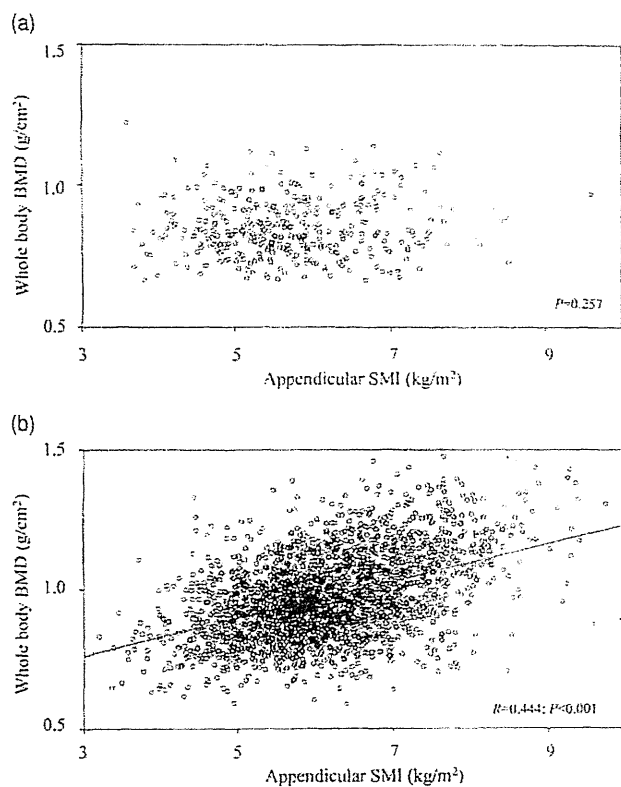 (a)
1.5
1.0
0.5
Whole body BMD (g/cm²)
P=0.257
3 5 7 9
Appendicular SMI (kg/m²)
(b)
1.5
1.0
0.5
Whole body BMD (g/cm²)
R=0.444; P<0.001
3 5 7 9
Appendicular SMI (kg/m²)